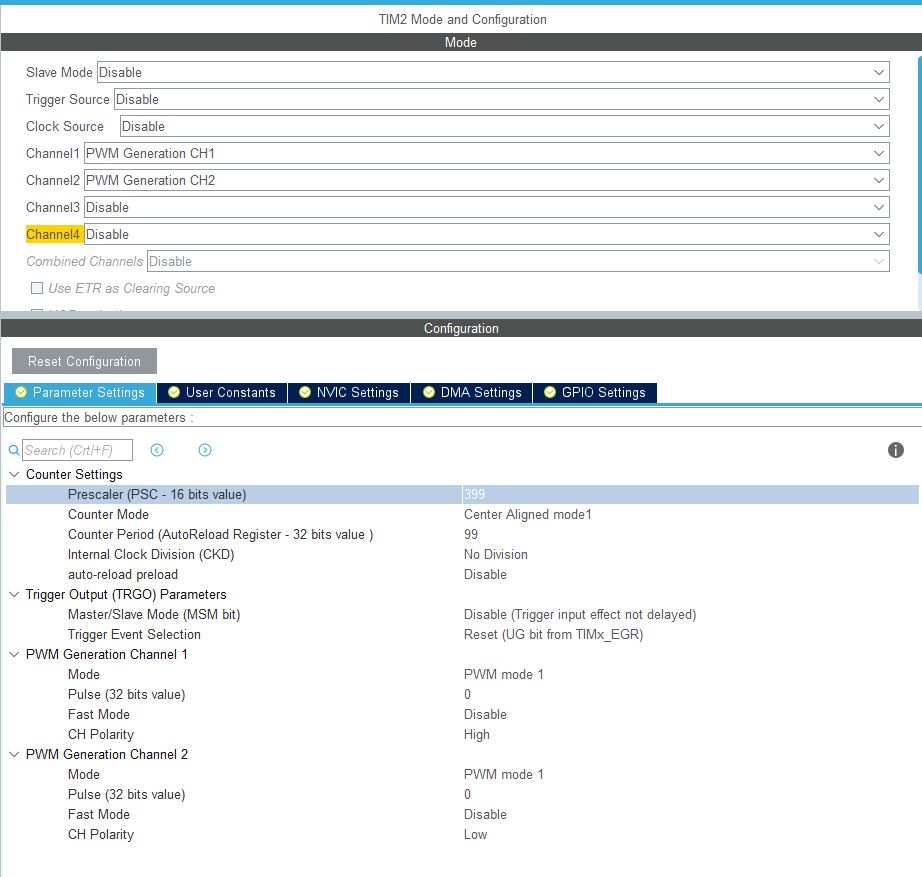 TIM2 Mode and Configuration
Mode
Slave Mode Disable
Trigger Source Disable
Clock Source Disable
Channel1 PWM Generation CH1
Channel2 PWM Generation CH2
Channel3 Disable
Channel4 Disable
Combined Channels Disable
Use ETR as Clearing Source
Configuration
Reset Configuration
Parameter Settings User Constants NVIC Settings DMA Settings GPIO Settings
Configure the below parameters :
Search (Crtl+F)
Counter Settings
Prescaler (PSC - 16 bits value) 399
Counter Mode Center Aligned mode1
Counter Period (AutoReload Register - 32 bits value ) 99
Internal Clock Division (CKD) No Division
auto-reload preload Disable
Trigger Output (TRGO) Parameters
Master/Slave Mode (MSM bit) Disable (Trigger input effect not delayed)
Trigger Event Selection Reset (UG bit from TIMx_EGR)
PWM Generation Channel 1
Mode PWM mode 1
Pulse (32 bits value) 0
Fast Mode Disable
CH Polarity High
PWM Generation Channel 2
Mode PWM mode 1
Pulse (32 bits value) 0
Fast Mode Disable
CH Polarity Low